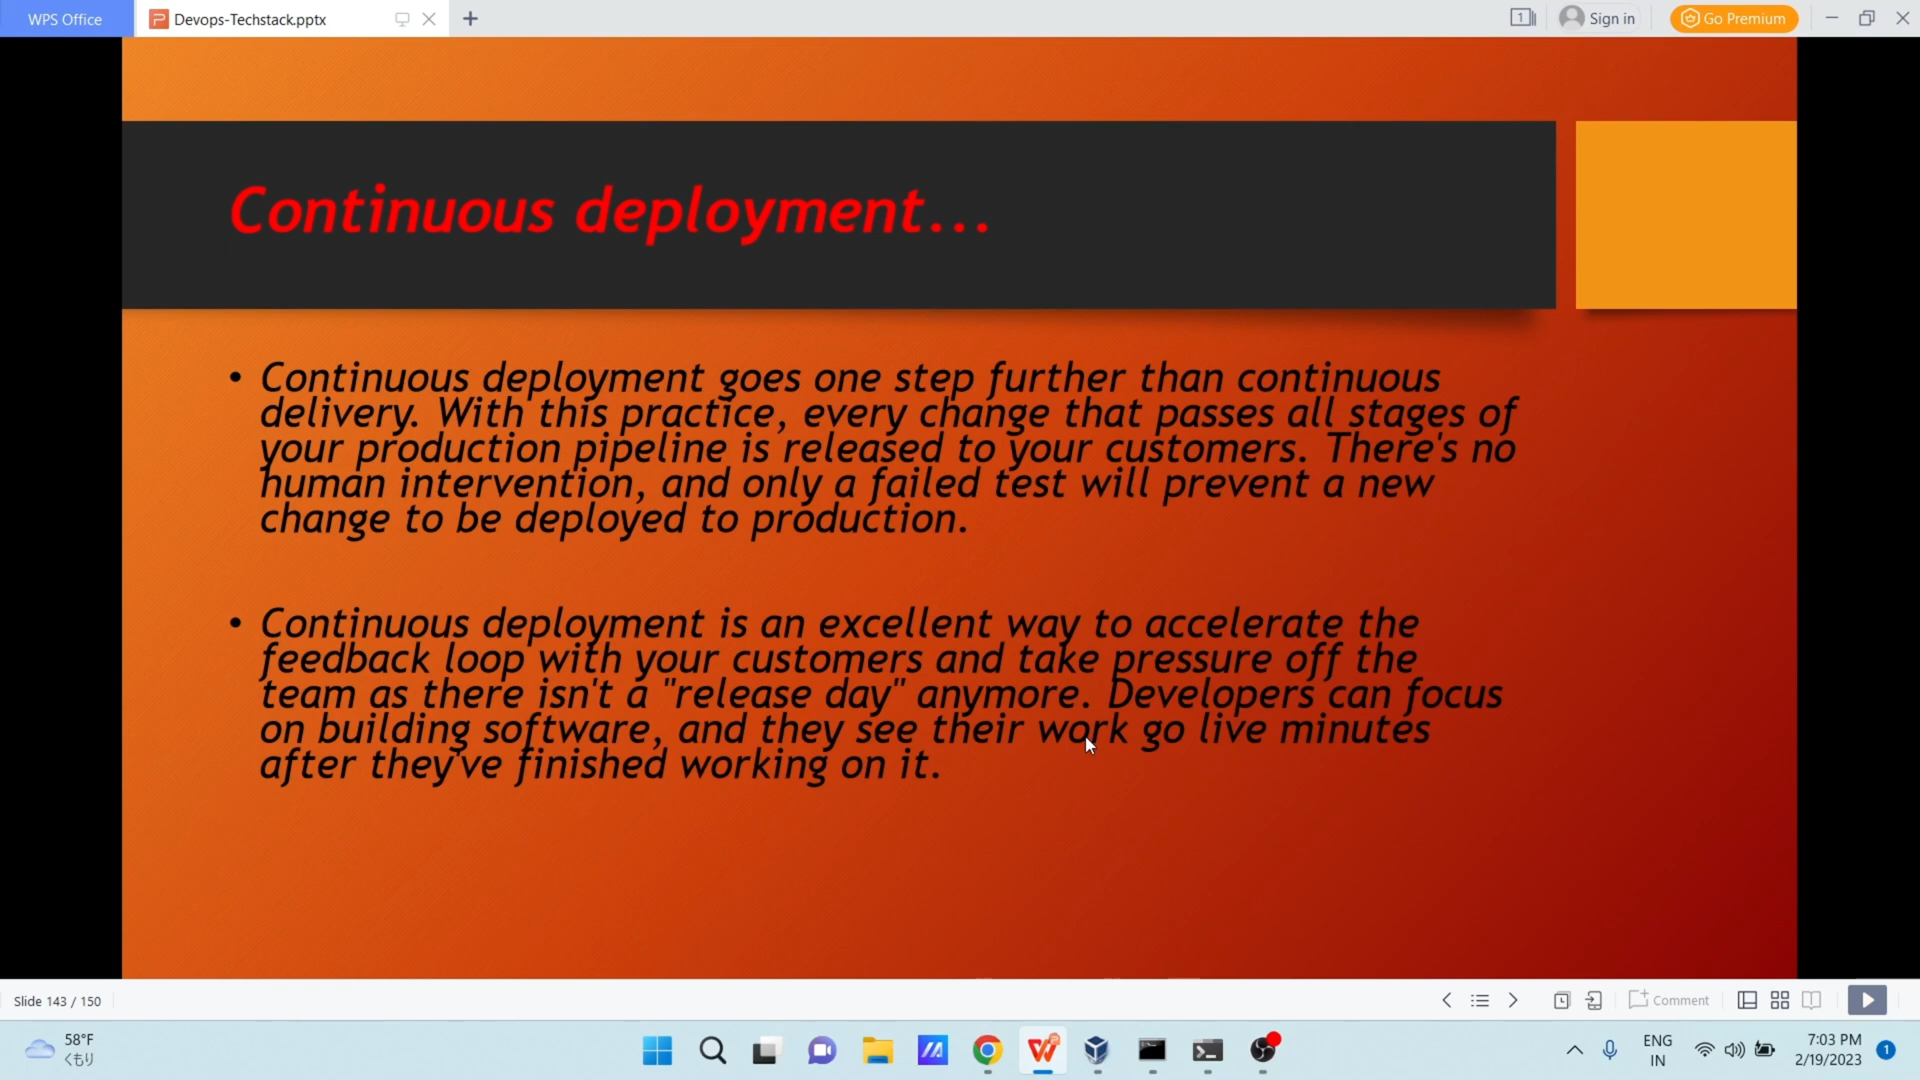 WPS Office
Devops-Techstack.pptx
1
Sign in
Go Premium
Continuous deployment...
• Continuous deployment goes one step further than continuous
delivery. With this practice, every change that passes all stages of
your production pipeline is released to your customers. There's no
human intervention, and only a failed test will prevent a new
change to be deployed to production.
• Continuous deployment is an excellent way to accelerate the
feedback loop with your customers and take pressure off the
team as there isn't a "release day" anymore. Developers can focus
on building software, and they see their work go live minutes
after they've finished working on it.
Slide 143 / 150
Comment
58°F
くもり
ENG
IN
7:03 PM
2/19/2023
1